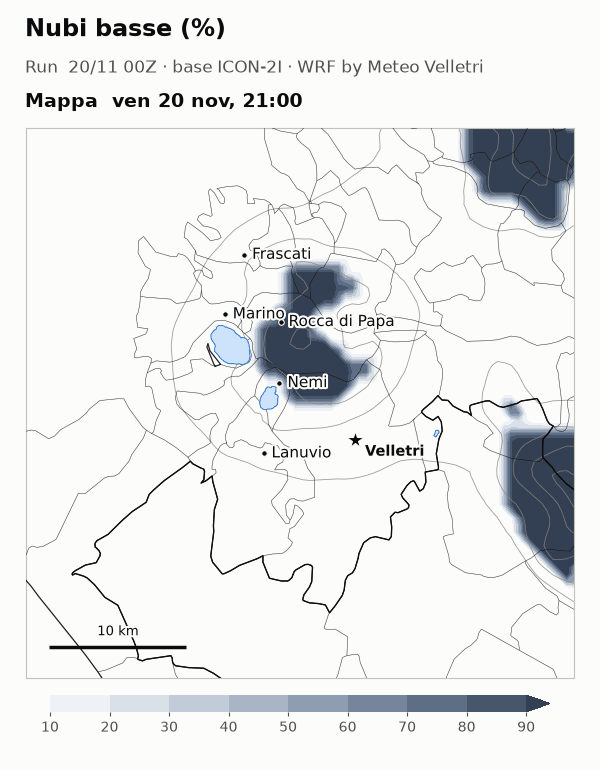 Nubi basse (%)
Run  20/11 00Z · base ICON-2I · WRF by Meteo Velletri
Mappa  ven 20 nov, 21:00
Frascati
Marino
Rocca di Papa
Nemi
Velletri
Lanuvio
10 km
10 20 30 40 50 60 70 80 90